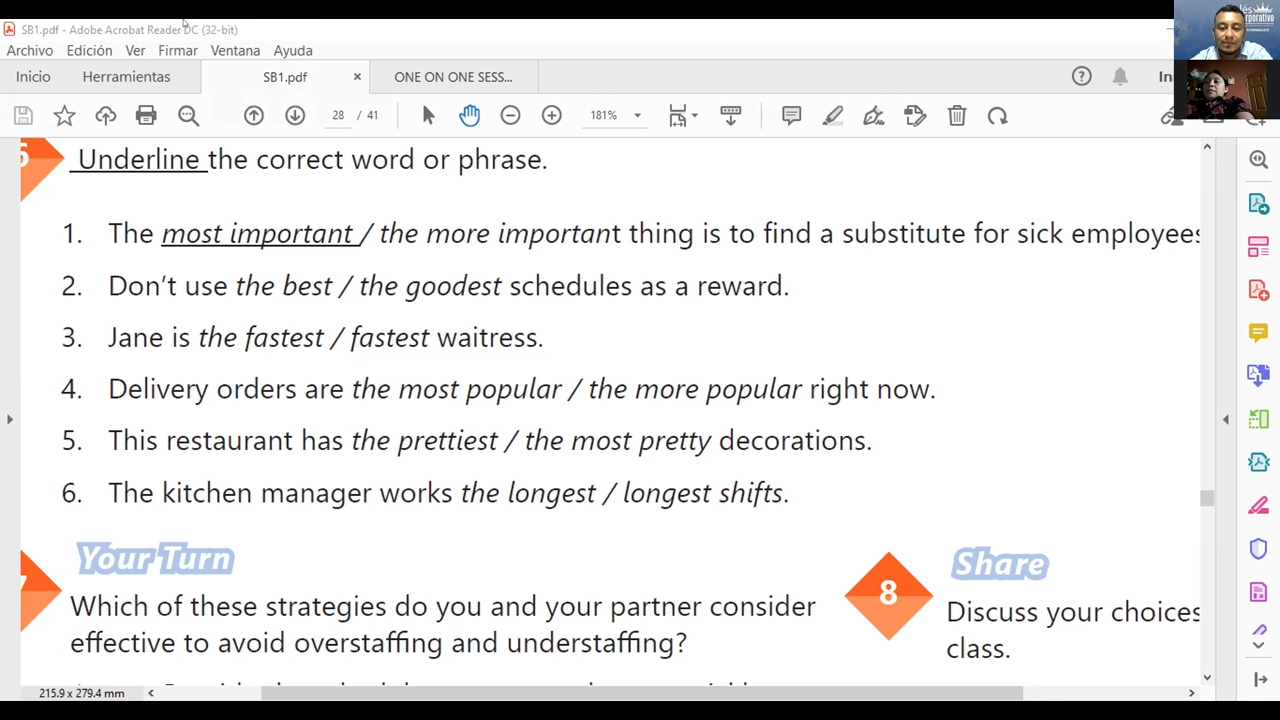 SB1.pdf - Adobe Acrobat Reader DC (32-bit)
Archivo Edición Ver Firmar Ventana Ayuda
Inicio Herramientas SB1.pdf × ONE ON ONE SESS...
28 / 41 181%
Underline the correct word or phrase.
1. The most important / the more important thing is to find a substitute for sick employees
2. Don't use the best / the goodest schedules as a reward.
3. Jane is the fastest / fastest waitress.
4. Delivery orders are the most popular / the more popular right now.
5. This restaurant has the prettiest / the most pretty decorations.
6. The kitchen manager works the longest / longest shifts.
Your Turn
Which of these strategies do you and your partner consider
effective to avoid overstaffing and understaffing?
8
Share
Discuss your choices
class.
215.9 x 279.4 mm